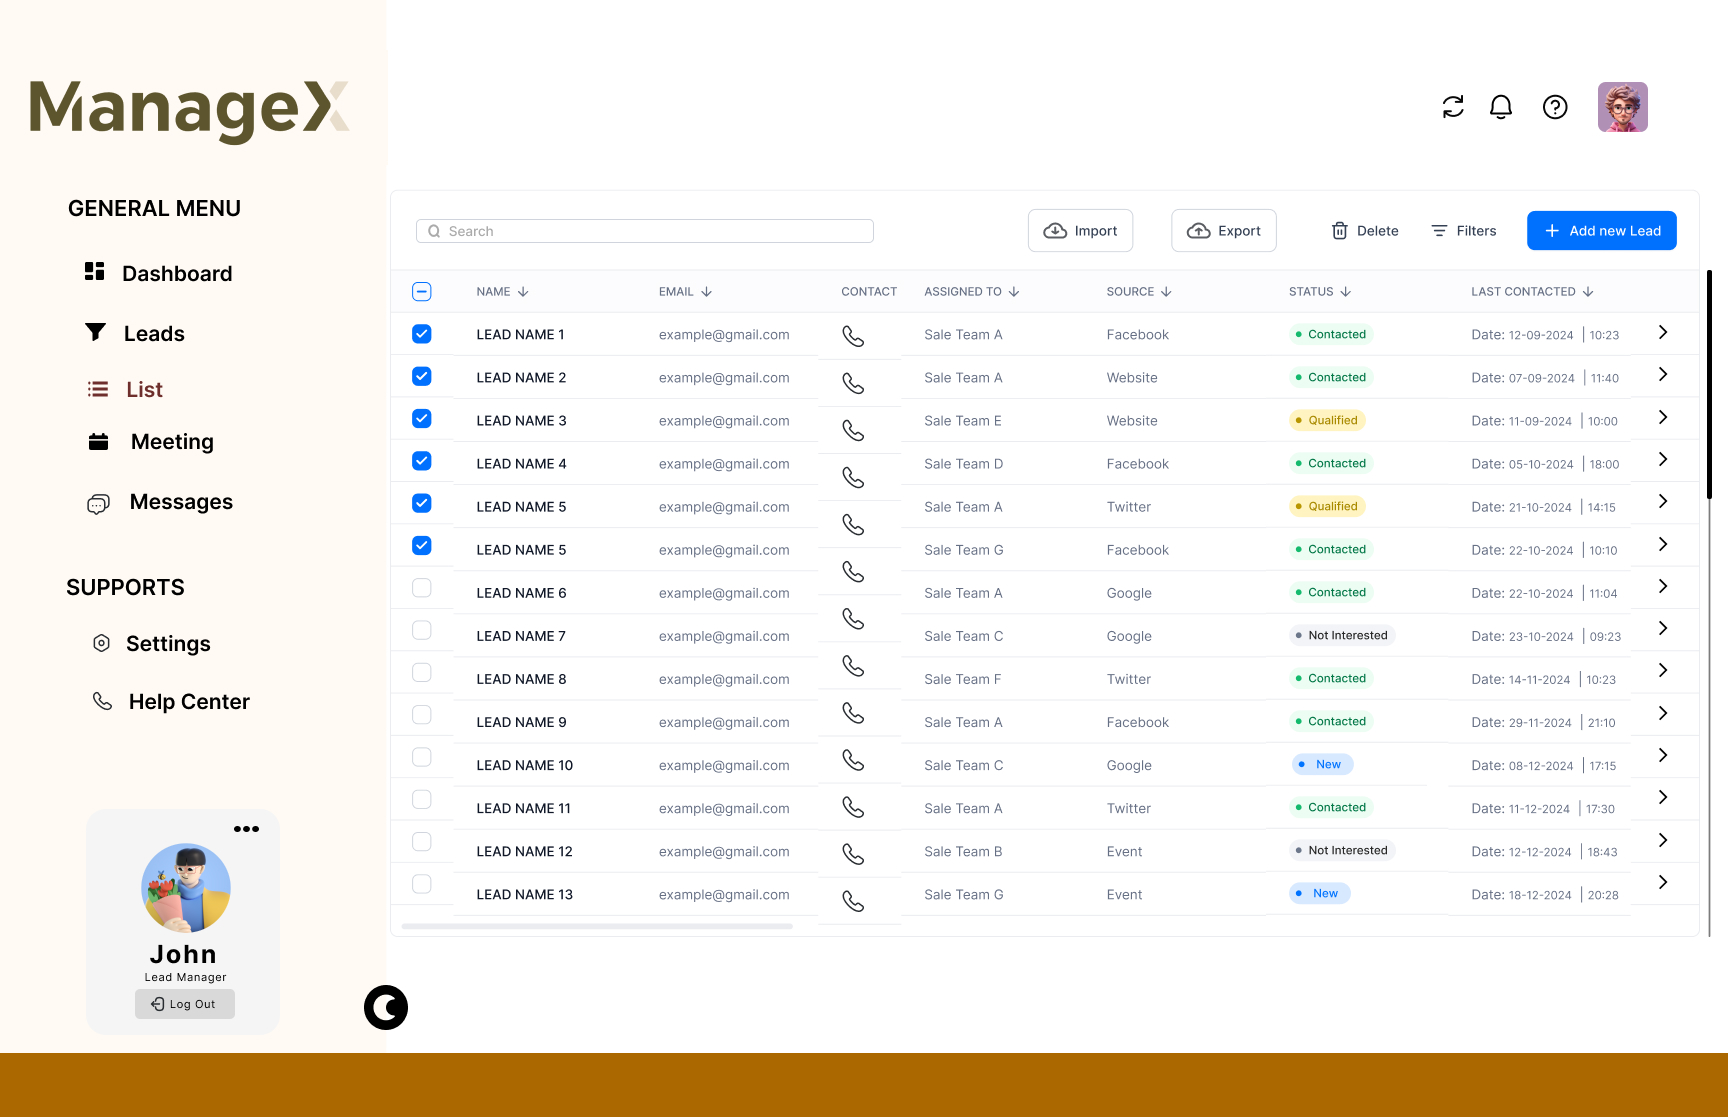 ManageX
GENERAL MENU
Dashboard
Leads
List
Meeting
Messages
SUPPORTS
Settings
Help Center
John
Lead Manager
Log Out
Search
Import
Export
Delete
Filters
Add new Lead
NAME EMAIL CONTACT ASSIGNED TO SOURCE STATUS LAST CONTACTED
LEAD NAME 1 example@gmail.com Sale Team A Facebook Contacted Date: 12-09-2024 | 10:23
LEAD NAME 2 example@gmail.com Sale Team A Website Contacted Date: 07-09-2024 | 11:40
LEAD NAME 3 example@gmail.com Sale Team E Website Qualified Date: 11-09-2024 | 10:00
LEAD NAME 4 example@gmail.com Sale Team D Facebook Contacted Date: 05-10-2024 | 18:00
LEAD NAME 5 example@gmail.com Sale Team A Twitter Qualified Date: 21-10-2024 | 14:15
LEAD NAME 5 example@gmail.com Sale Team G Facebook Contacted Date: 22-10-2024 | 10:10
LEAD NAME 6 example@gmail.com Sale Team A Google Contacted Date: 22-10-2024 | 11:04
LEAD NAME 7 example@gmail.com Sale Team C Google Not Interested Date: 23-10-2024 | 09:23
LEAD NAME 8 example@gmail.com Sale Team F Twitter Contacted Date: 14-11-2024 | 10:23
LEAD NAME 9 example@gmail.com Sale Team A Facebook Contacted Date: 29-11-2024 | 21:10
LEAD NAME 10 example@gmail.com Sale Team C Google New Date: 08-12-2024 | 17:15
LEAD NAME 11 example@gmail.com Sale Team A Twitter Contacted Date: 11-12-2024 | 17:30
LEAD NAME 12 example@gmail.com Sale Team B Event Not Interested Date: 12-12-2024 | 18:43
LEAD NAME 13 example@gmail.com Sale Team G Event New Date: 18-12-2024 | 20:28